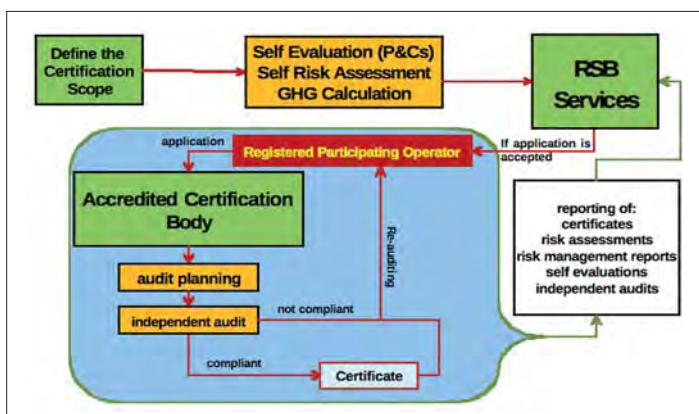 Define the
Certification
Scope
Self Evaluation (P&Cs)
Self Risk Assessment
GHG Calculation
RSB
Services
If application is
accepted
application
Registered Participating Operator
Accredited Certification
Body
audit planning
independent audit
not compliant
Re-auditing
compliant
Certificate
reporting of:
certificates
risk assessments
risk management reports
self evaluations
independent audits